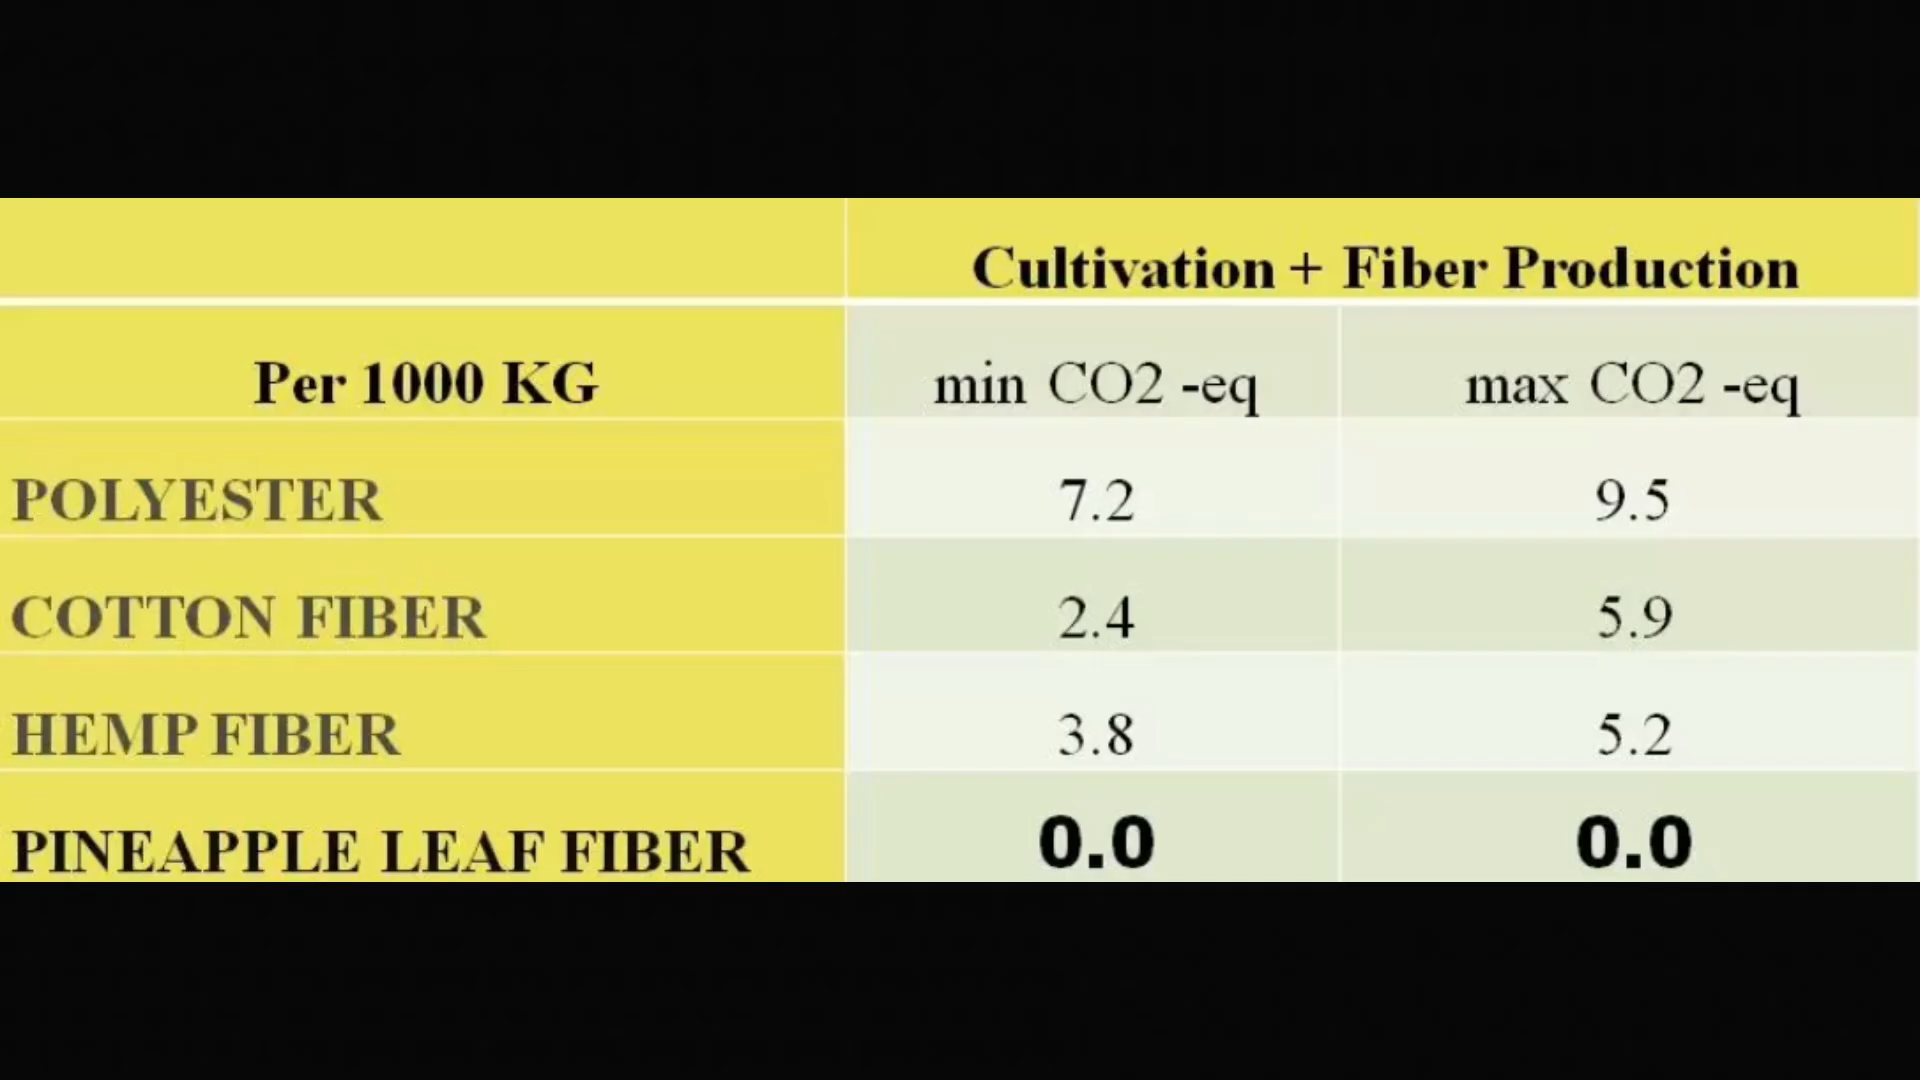 Cultivation + Fiber Production
Per 1000 KG min CO2 -eq max CO2 -eq
POLYESTER 7.2 9.5
COTTON FIBER 2.4 5.9
HEMP FIBER 3.8 5.2
PINEAPPLE LEAF FIBER 0.0 0.0